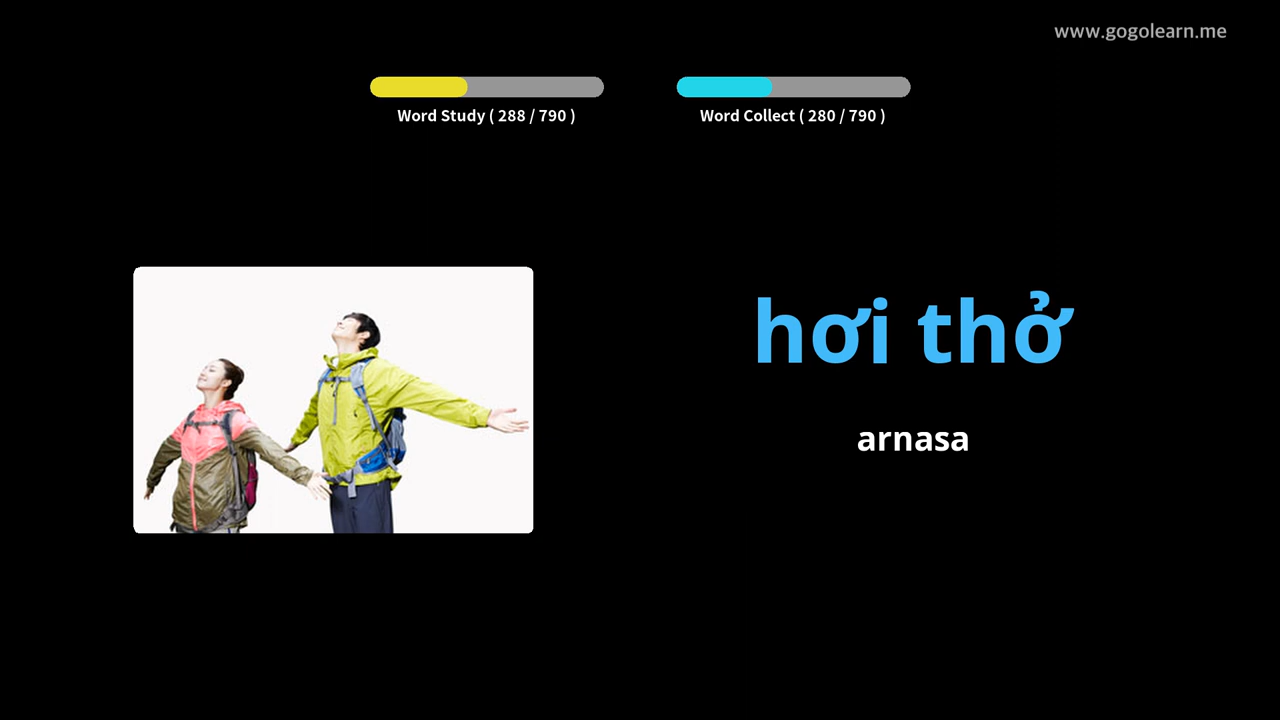 www.gogolearn.me
Word Study ( 288 / 790 )
Word Collect ( 280 / 790 )
hơi thở
arnasa